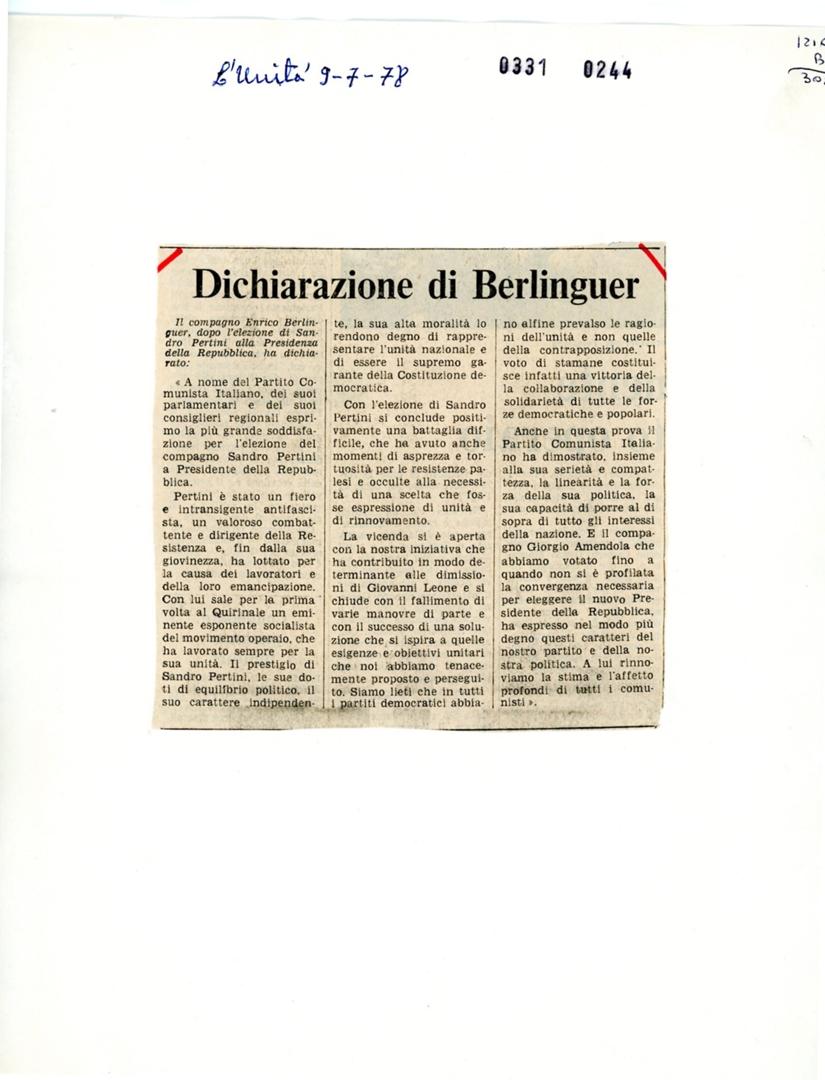 L'Unità 9-7-78
0331 0244
Dichiarazione di Berlinguer
Il compagno Enrico Berlin-
guer, dopo l'elezione di San-
dro Pertini alla Presidenza
della Repubblica, ha dichia-
rato:
« A nome del Partito Co-
munista Italiano, dei suoi
parlamentari e dei suoi
consiglieri regionali espri-
mo la più grande soddisfa-
zione per l'elezione del
compagno Sandro Pertini
a Presidente della Repub-
blica.
Pertini è stato un fiero
e intransigente antifasci-
sta, un valoroso combat-
tente e dirigente della Re-
sistenza e, fin dalla sua
giovinezza, ha lottato per
la causa dei lavoratori e
della loro emancipazione.
Con lui sale per la prima
volta al Quirinale un emi-
nente esponente socialista
del movimento operaio, che
ha lavorato sempre per la
sua unità. Il prestigio di
Sandro Pertini, le sue do-
ti di equilibrio politico, il
suo carattere indipenden-
te, la sua alta moralità lo
rendono degno di rappre-
sentare l'unità nazionale e
di essere il supremo ga-
rante della Costituzione de-
mocratica.
Con l'elezione di Sandro
Pertini si conclude positi-
vamente una battaglia dif-
ficile, che ha avuto anche
momenti di asprezza e tor-
tuosità per le resistenze pa-
lesi e occulte alla necessi-
tà di una scelta che fos-
se espressione di unità e
di rinnovamento.
La vicenda si è aperta
con la nostra iniziativa che
ha contribuito in modo de-
terminante alle dimissio-
ni di Giovanni Leone e si
chiude con il fallimento di
varie manovre di parte e
con il successo di una solu-
zione che si ispira a quelle
esigenze e obiettivi unitari
che noi abbiamo tenace-
mente proposto e persegui-
to. Siamo lieti che in tutti
i partiti democratici abbia-
no alfine prevalso le ragio-
ni dell'unità e non quelle
della contrapposizione. Il
voto di stamane costitui-
sce infatti una vittoria del-
la collaborazione e della
solidarietà di tutte le for-
ze democratiche e popolari.
Anche in questa prova il
Partito Comunista Italia-
no ha dimostrato, insieme
alla sua serietà e compat-
tezza, la linearità e la for-
za della sua politica, la
sua capacità di porre al di
sopra di tutto gli interessi
della nazione. E il compa-
gno Giorgio Amendola che
abbiamo votato fino a
quando non si è profilata
la convergenza necessaria
per eleggere il nuovo Pre-
sidente della Repubblica,
ha espresso nel modo più
degno questi caratteri del
nostro partito e della no-
stra politica. A lui rinno-
viamo la stima e l'affetto
profondi di tutti i comu-
nisti ».